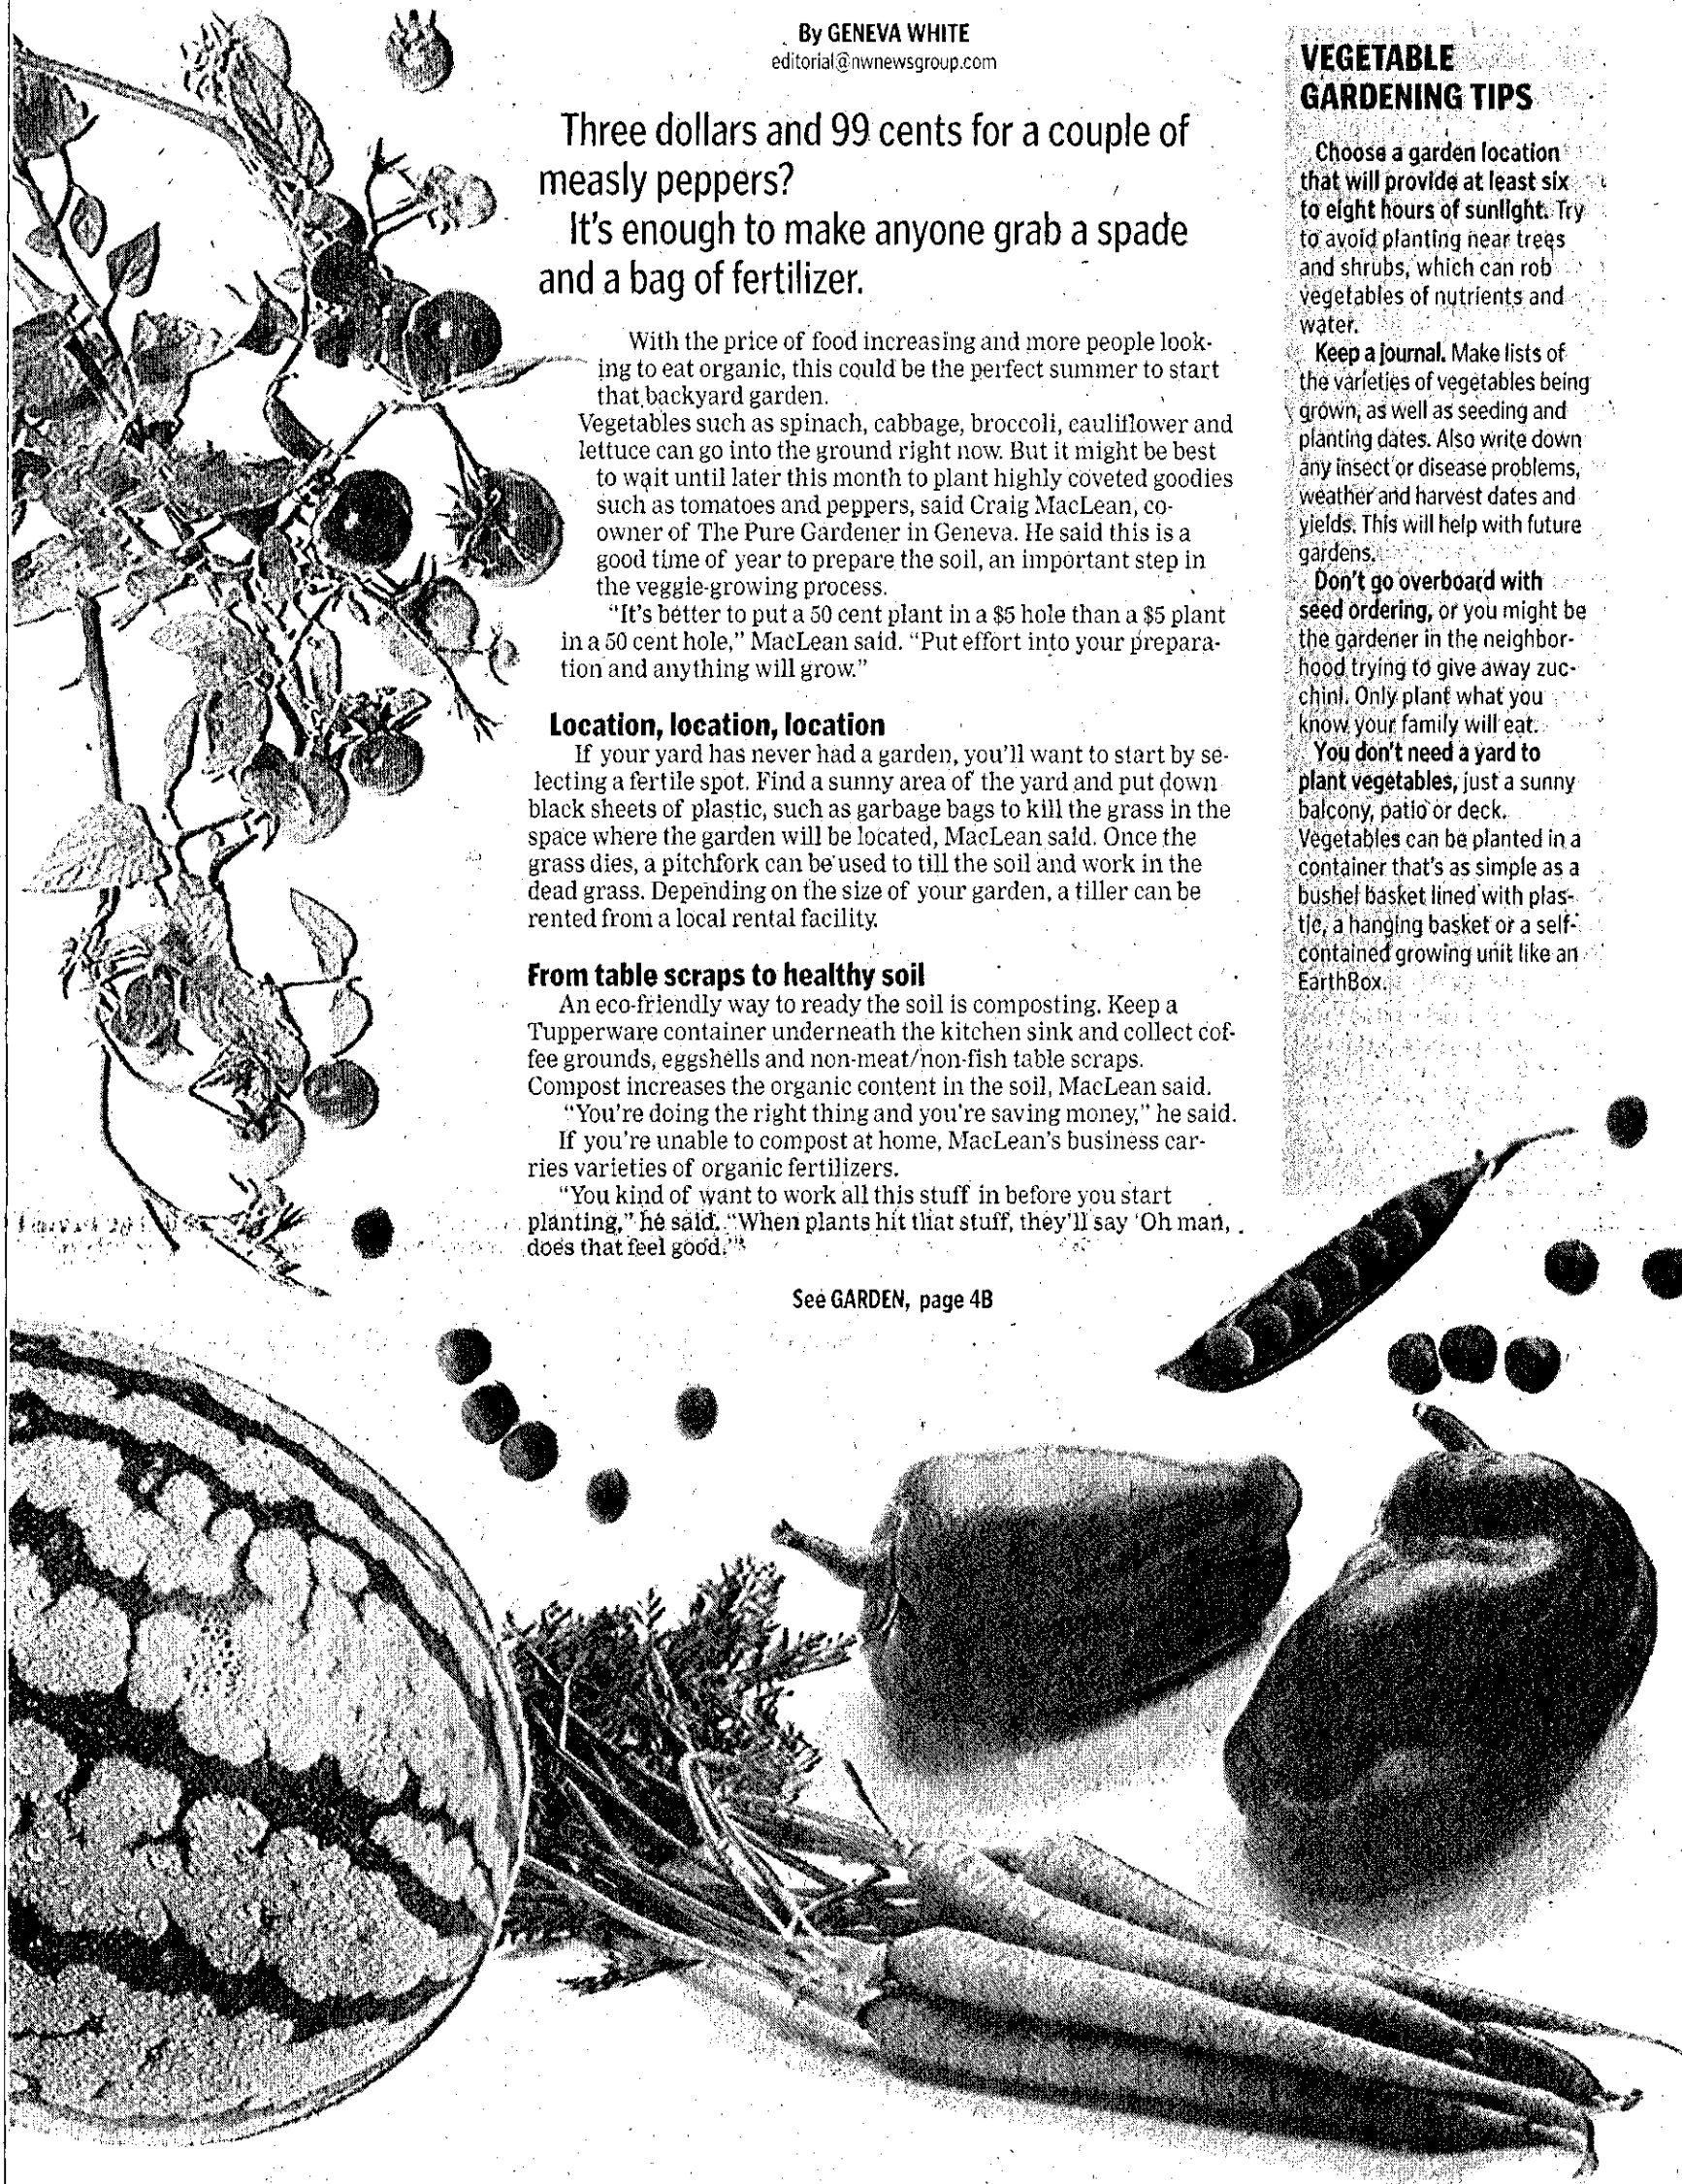 By GENEVA WHITE
editorial@nwnewsgroup.com
Three dollars and 99 cents for a couple of
measly peppers?
It's enough to make anyone grab a spade
and a bag of fertilizer.
With the price of food increasing and more people look-
ing to eat organic, this could be the perfect summer to start
that backyard garden.
Vegetables such as spinach, cabbage, broccoli, cauliflower and
lettuce can go into the ground right now. But it might be best
to wait until later this month to plant highly coveted goodies
such as tomatoes and peppers, said Craig MacLean, co-
owner of The Pure Gardener in Geneva. He said this is a
good time of year to prepare the soil, an important step in
the veggie-growing process.
"It's better to put a 50 cent plant in a $5 hole than a $5 plant
in a 50 cent hole," MacLean said. "Put effort into your prepara-
tion and anything will grow."
Location, location, location
If your yard has never had a garden, you'll want to start by se-
lecting a fertile spot. Find a sunny area of the yard and put down
black sheets of plastic, such as garbage bags to kill the grass in the
space where the garden will be located, MacLean said. Once the
grass dies, a pitchfork can be used to till the soil and work in the
dead grass. Depending on the size of your garden, a tiller can be
rented from a local rental facility.
From table scraps to healthy soil
An eco-friendly way to ready the soil is composting. Keep a
Tupperware container underneath the kitchen sink and collect cof-
fee grounds, eggshells and non-meat/non-fish table scraps.
Compost increases the organic content in the soil, MacLean said.
"You're doing the right thing and you're saving money," he said.
If you're unable to compost at home, MacLean's business car-
ries varieties of organic fertilizers.
"You kind of want to work all this stuff in before you start
planting," he said. "When plants hit that stuff, they'll say 'Oh man,
does that feel good.'"
See GARDEN, page 4B
VEGETABLE
GARDENING TIPS
Choose a garden location
that will provide at least six
to eight hours of sunlight. Try
to avoid planting near trees
and shrubs, which can rob
vegetables of nutrients and
water.
Keep a journal. Make lists of
the varieties of vegetables being
grown, as well as seeding and
planting dates. Also write down
any insect or disease problems,
weather and harvest dates and
yields. This will help with future
gardens.
Don't go overboard with
seed ordering, or you might be
the gardener in the neighbor-
hood trying to give away zuc-
chini. Only plant what you
know your family will eat.
You don't need a yard to
plant vegetables, just a sunny
balcony, patio or deck.
Vegetables can be planted in a
container that's as simple as a
bushel basket lined with plas-
tic, a hanging basket or a self-
contained growing unit like an
EarthBox.